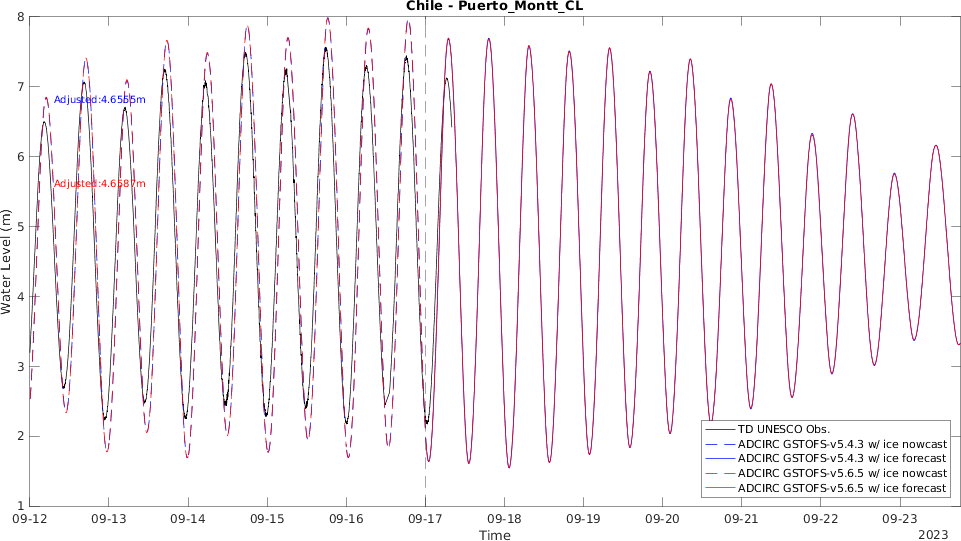 Chile - Puerto_Montt_CL
8
7
6
5
4
3
2
1
Water Level (m)
Adjusted:4.6555m
Adjusted:4.6587m
TD UNESCO Obs.
ADCIRC GSTOFS-v5.4.3 w/ ice nowcast
ADCIRC GSTOFS-v5.4.3 w/ ice forecast
ADCIRC GSTOFS-v5.6.5 w/ ice nowcast
ADCIRC GSTOFS-v5.6.5 w/ ice forecast
09-12 09-13 09-14 09-15 09-16 09-17 09-18 09-19 09-20 09-21 09-22 09-23
Time
2023